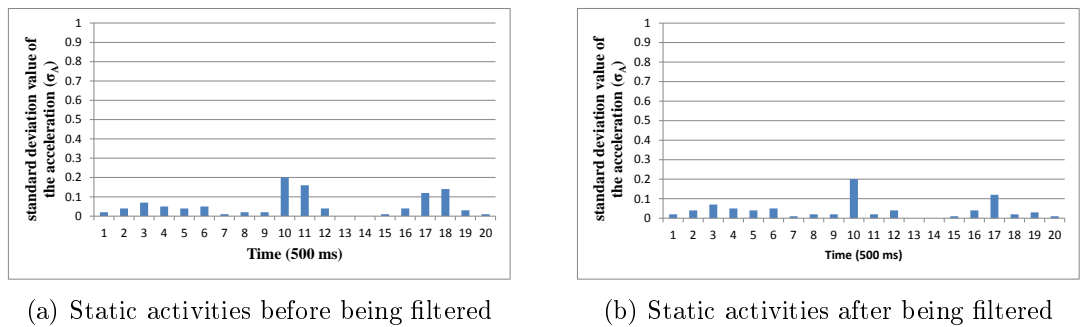 standard deviation value of
the acceleration (σA)
1
0.9
0.8
0.7
0.6
0.5
0.4
0.3
0.2
0.1
0
1 2 3 4 5 6 7 8 9 10 11 12 13 14 15 16 17 18 19 20
Time (500 ms)
(a) Static activities before being filtered
standard deviation value of
the acceleration (σA)
1
0.9
0.8
0.7
0.6
0.5
0.4
0.3
0.2
0.1
0
1 2 3 4 5 6 7 8 9 10 11 12 13 14 15 16 17 18 19 20
Time (500 ms)
(b) Static activities after being filtered